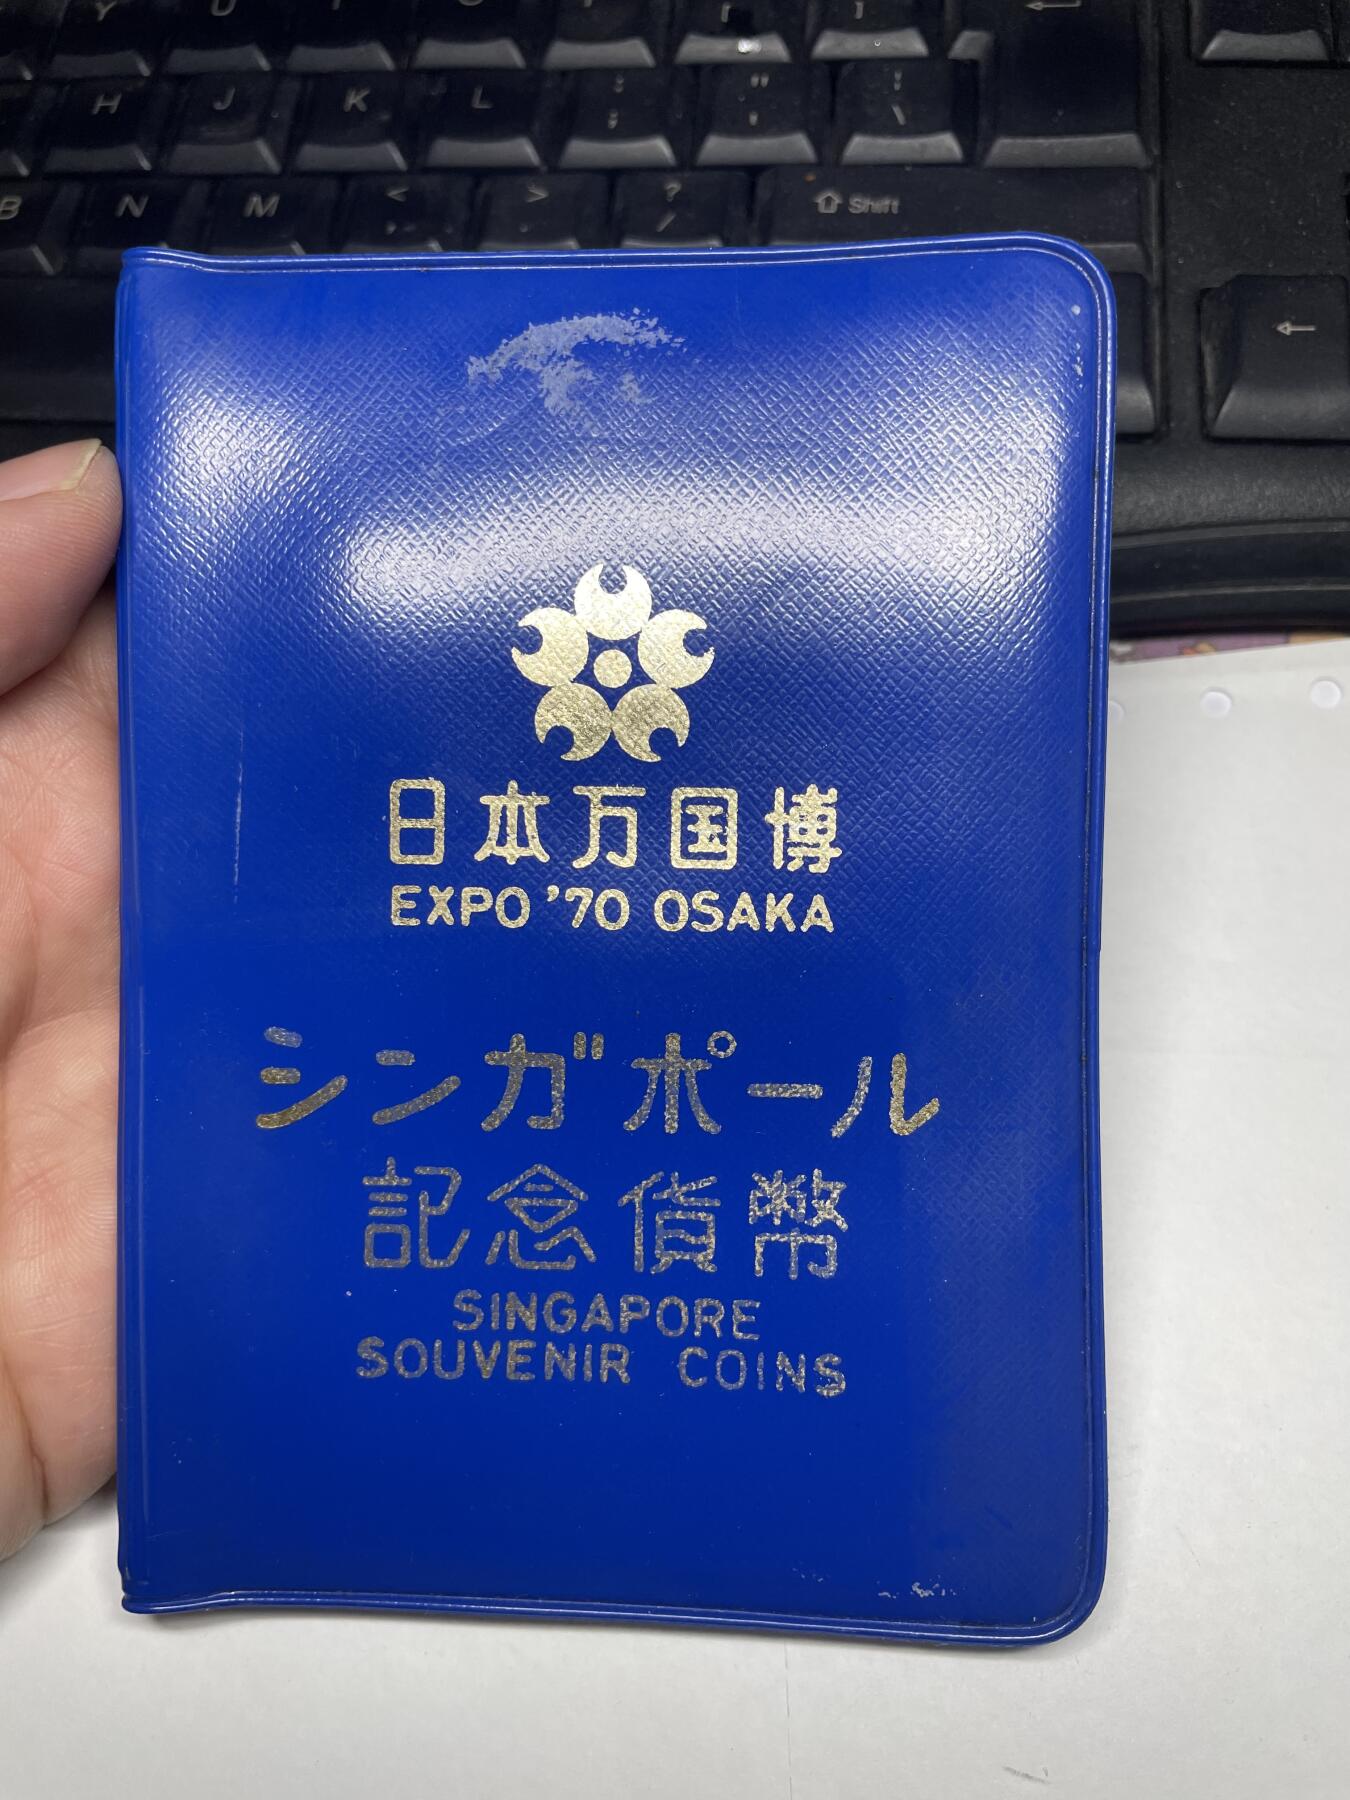 H J K L : ; " '
B N M < > ? / Shift
日本万国博
EXPO '70 OSAKA
シンガポール
記念貨幣
SINGAPORE
SOUVENIR COINS